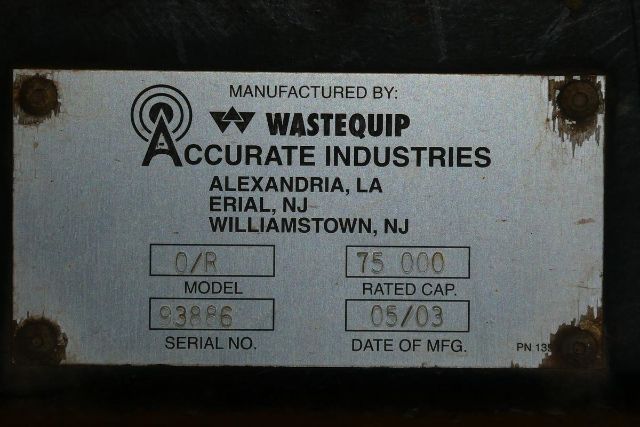 MANUFACTURED BY:
WASTEQUIP
ACCURATE INDUSTRIES
ALEXANDRIA, LA
ERIAL, NJ
WILLIAMSTOWN, NJ
O/R 75 000
MODEL RATED CAP.
93886 05/03
SERIAL NO. DATE OF MFG.
PN